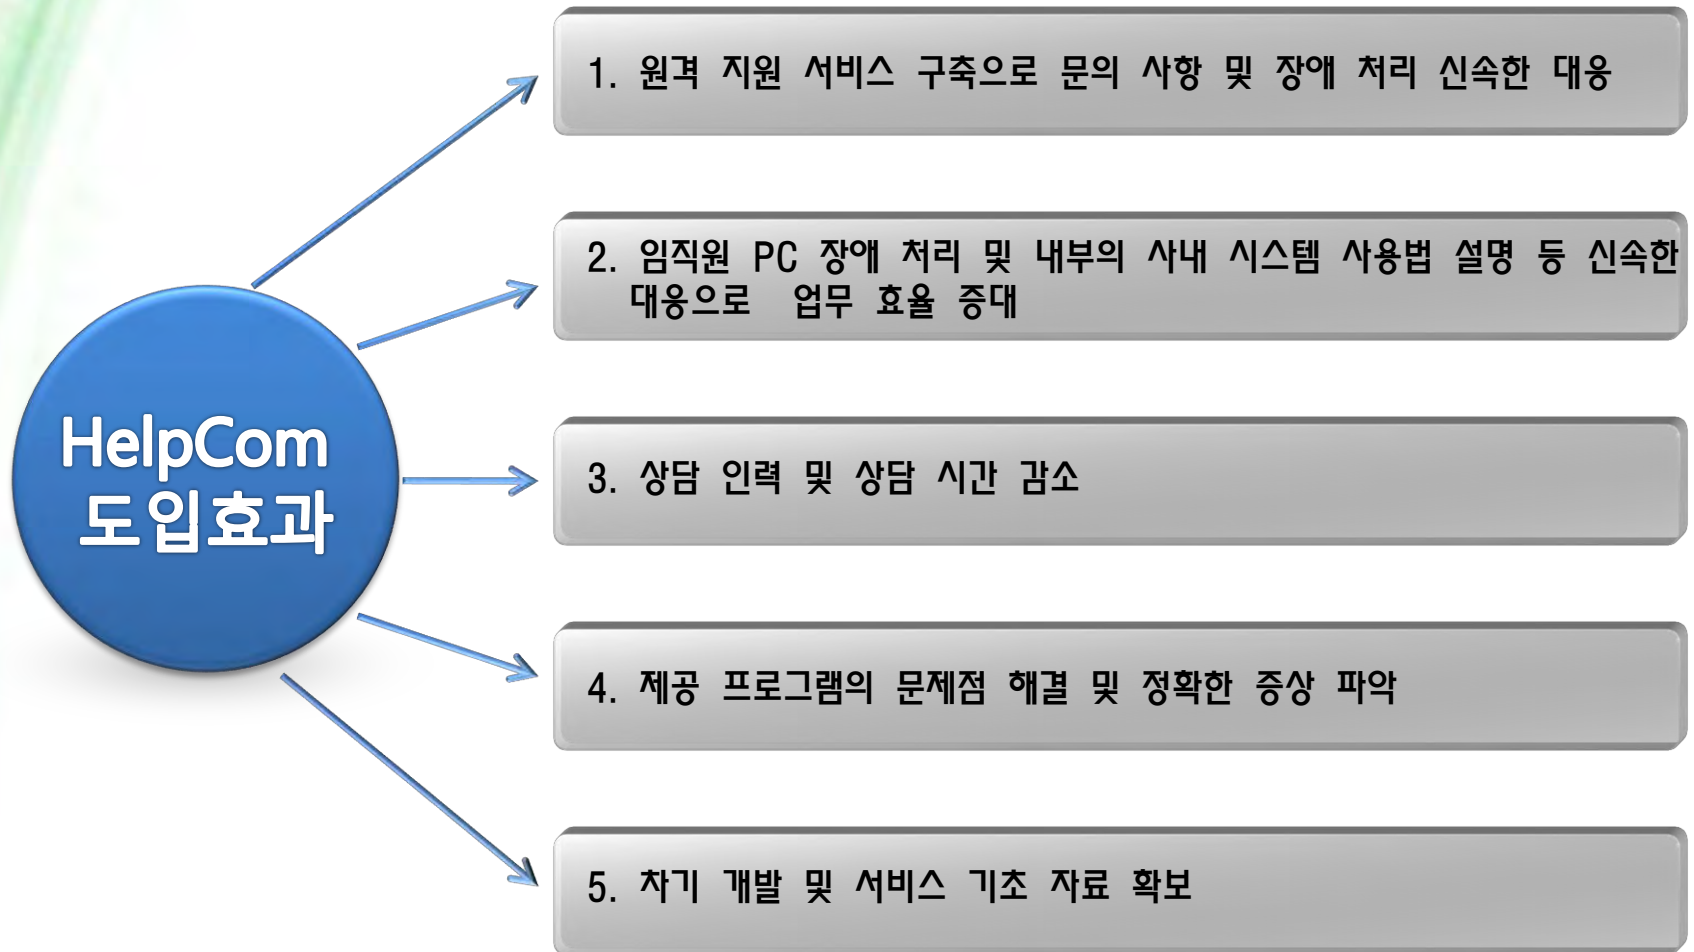 HelpCom
도입효과
1. 원격 지원 서비스 구축으로 문의 사항 및 장애 처리 신속한 대응
2. 임직원 PC 장애 처리 및 내부의 사내 시스템 사용법 설명 등 신속한
대응으로 업무 효율 증대
3. 상담 인력 및 상담 시간 감소
4. 제공 프로그램의 문제점 해결 및 정확한 증상 파악
5. 차기 개발 및 서비스 기초 자료 확보